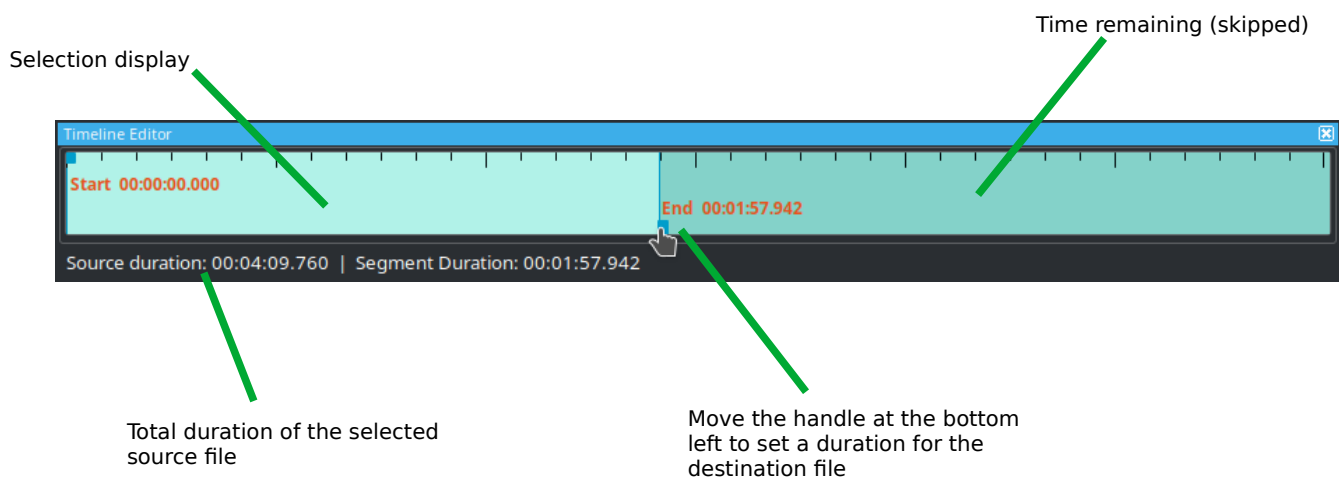 Time remaining (skipped)
Selection display
Timeline Editor
Start 00:00:00.000
End 00:01:57.942
Source duration: 00:04:09.760 | Segment Duration: 00:01:57.942
Total duration of the selected
source file
Move the handle at the bottom
left to set a duration for the
destination file